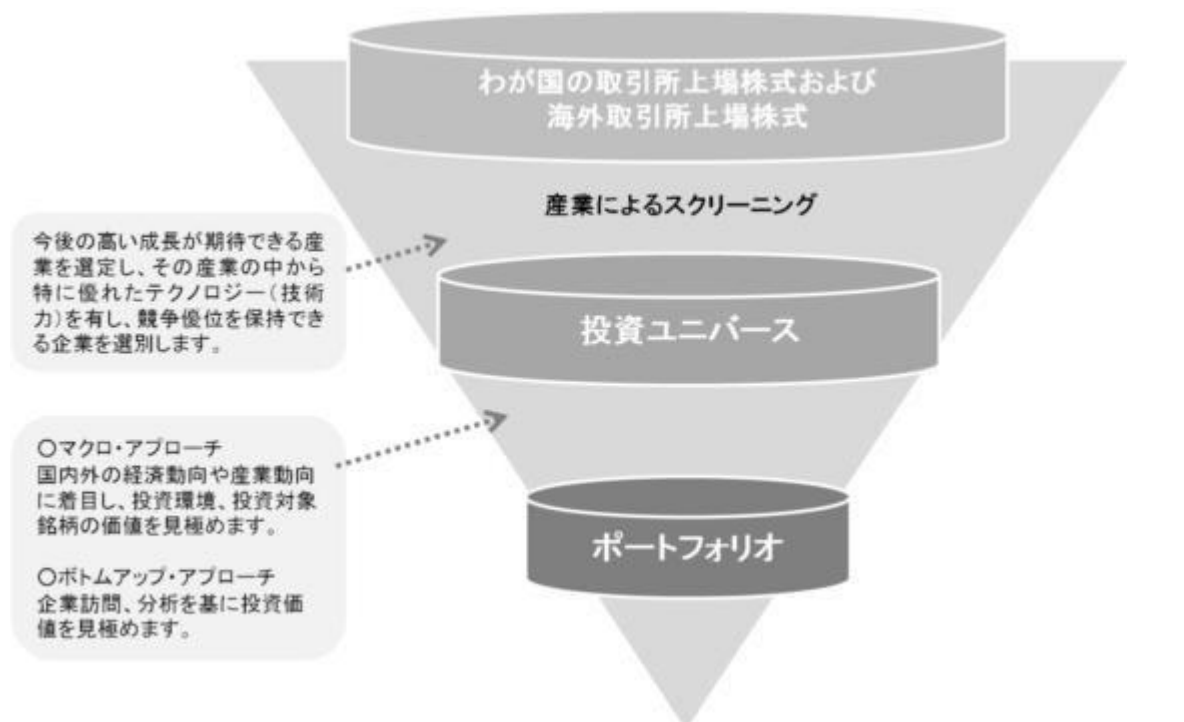 わが国の取引所上場株式および
海外取引所上場株式
産業によるスクリーニング
今後の高い成長が期待できる産
業を選定し、その産業の中から
特に優れたテクノロジー(技術
力)を有し、競争優位を保持でき
る企業を選別します。
投資ユニバース
○マクロ・アプローチ
国内外の経済動向や産業動向
に着目し、投資環境、投資対象
銘柄の価値を見極めます。
○ボトムアップ・アプローチ
企業訪問、分析を基に投資価
値を見極めます。
ポートフォリオ